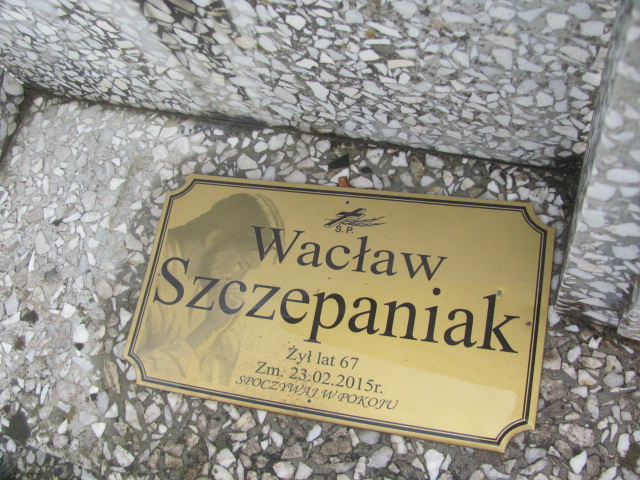 Ś.P.
Wacław
Szczepaniak
Żył lat 67
Zm. 23.02.2015r.
SPOCZYWAJ W POKOJU